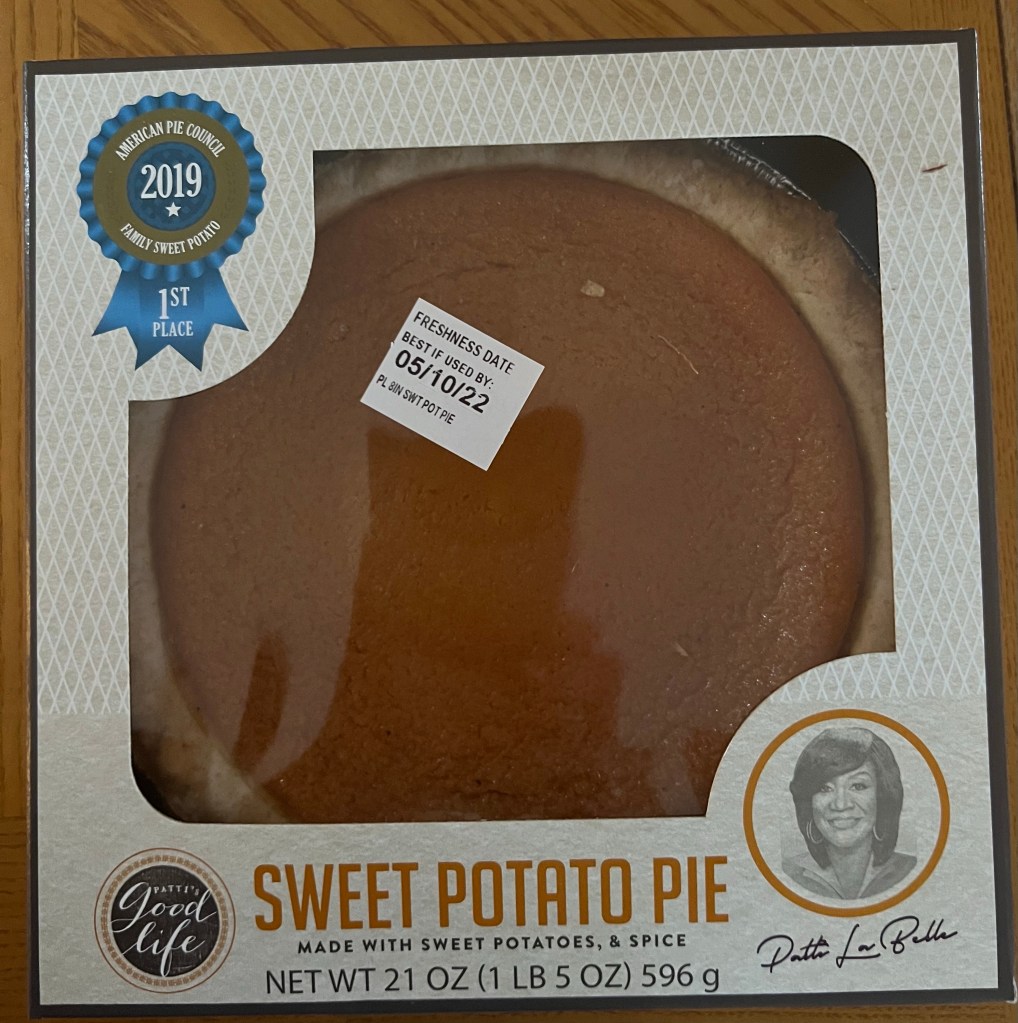 AMERICAN PIE COUNCIL
2019
FAMILY SWEET POTATO
1ST
PLACE
FRESHNESS DATE
BEST IF USED BY:
05/10/22
PL 8IN SWT POT PIE
PATTI'S
good
life
SWEET POTATO PIE
MADE WITH SWEET POTATOES, & SPICE
NET WT 21 OZ (1 LB 5 OZ) 596 g
Patti LaBelle